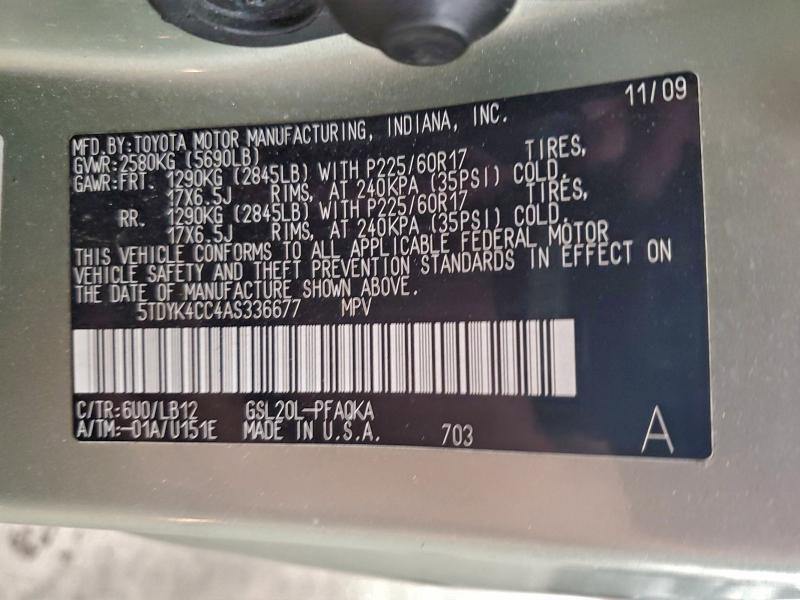 11/09
MFD.BY:TOYOTA MOTOR MANUFACTURING, INDIANA, INC.
GVWR:2580KG (5690LB)
GAWR:FRT. 1290KG (2845LB) WITH P225/60R17 TIRES,
17X6.5J RIMS, AT 240KPA (35PSI) COLD.
RR. 1290KG (2845LB) WITH P225/60R17 TIRES,
17X6.5J RIMS, AT 240KPA (35PSI) COLD.
THIS VEHICLE CONFORMS TO ALL APPLICABLE FEDERAL MOTOR
VEHICLE SAFETY AND THEFT PREVENTION STANDARDS IN EFFECT ON
THE DATE OF MANUFACTURE SHOWN ABOVE.
5TDYK4CC4AS336677 MPV
C/TR:6U0/LB12 GSL20L-PFAQKA
A/TM:-01A/U151E MADE IN U.S.A. 703 A